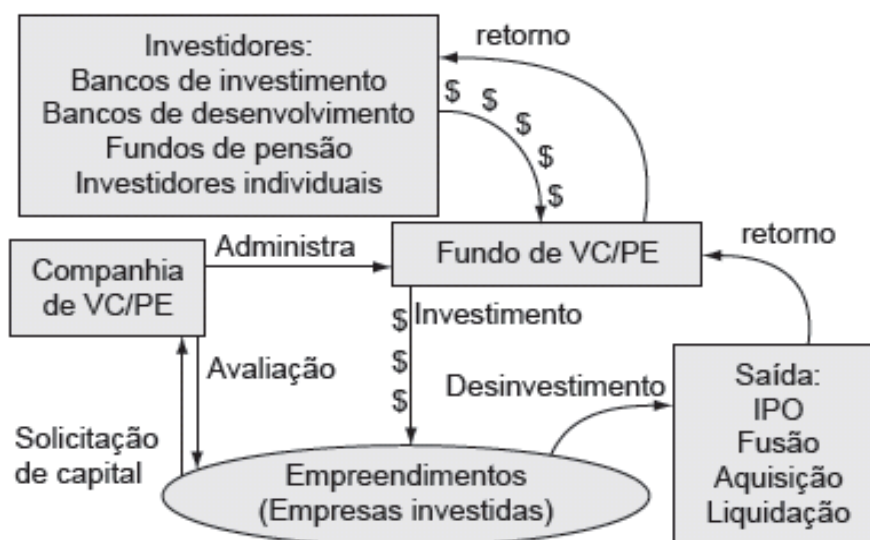 Investidores:
Bancos de investimento
Bancos de desenvolvimento
Fundos de pensão
Investidores individuais
retorno
$ $ $ $ $
Companhia
de VC/PE
Administra
Fundo de VC/PE
retorno
$ Investimento
$
$
Avaliação
Solicitação
de capital
Desinvestimento
Empreendimentos
(Empresas investidas)
Saída:
IPO
Fusão
Aquisição
Liquidação